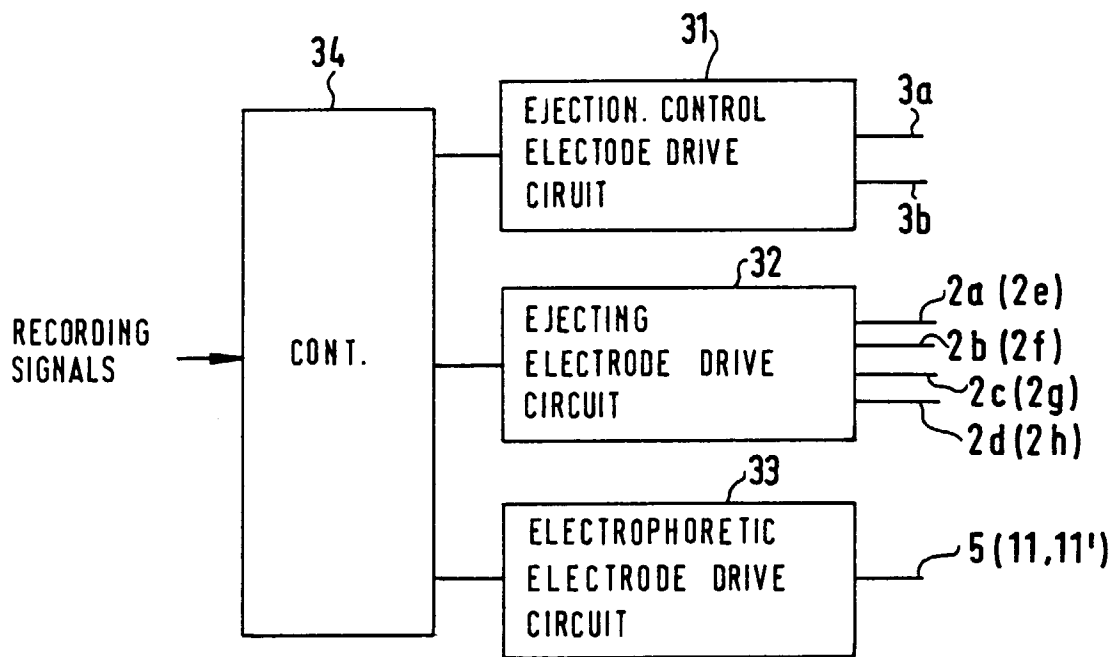 34
31
EJECTION. CONTROL
ELECTODE DRIVE
CIRUIT
3a
3b
RECORDING
SIGNALS
CONT.
32
EJECTING
ELECTRODE DRIVE
CIRCUIT
2a (2e)
2b (2f)
2c (2g)
2d (2h)
33
ELECTROPHORETIC
ELECTRODE DRIVE
CIRCUIT
5 (11, 11')